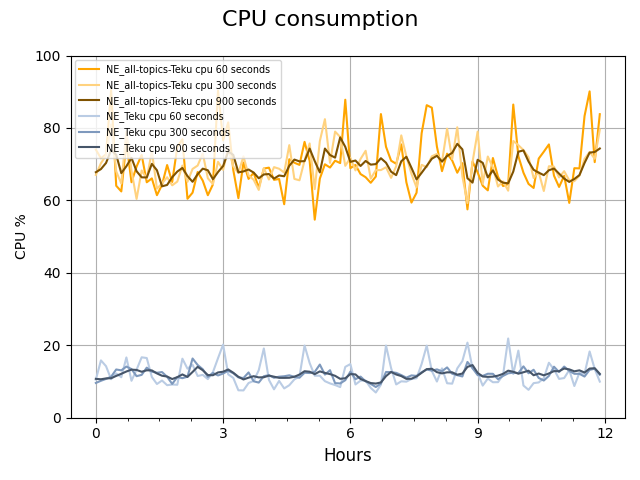 CPU consumption
NE_all-topics-Teku cpu 60 seconds
NE_all-topics-Teku cpu 300 seconds
NE_all-topics-Teku cpu 900 seconds
NE_Teku cpu 60 seconds
NE_Teku cpu 300 seconds
NE_Teku cpu 900 seconds
CPU %
100
80
60
40
20
0
0 3 6 9 12
Hours